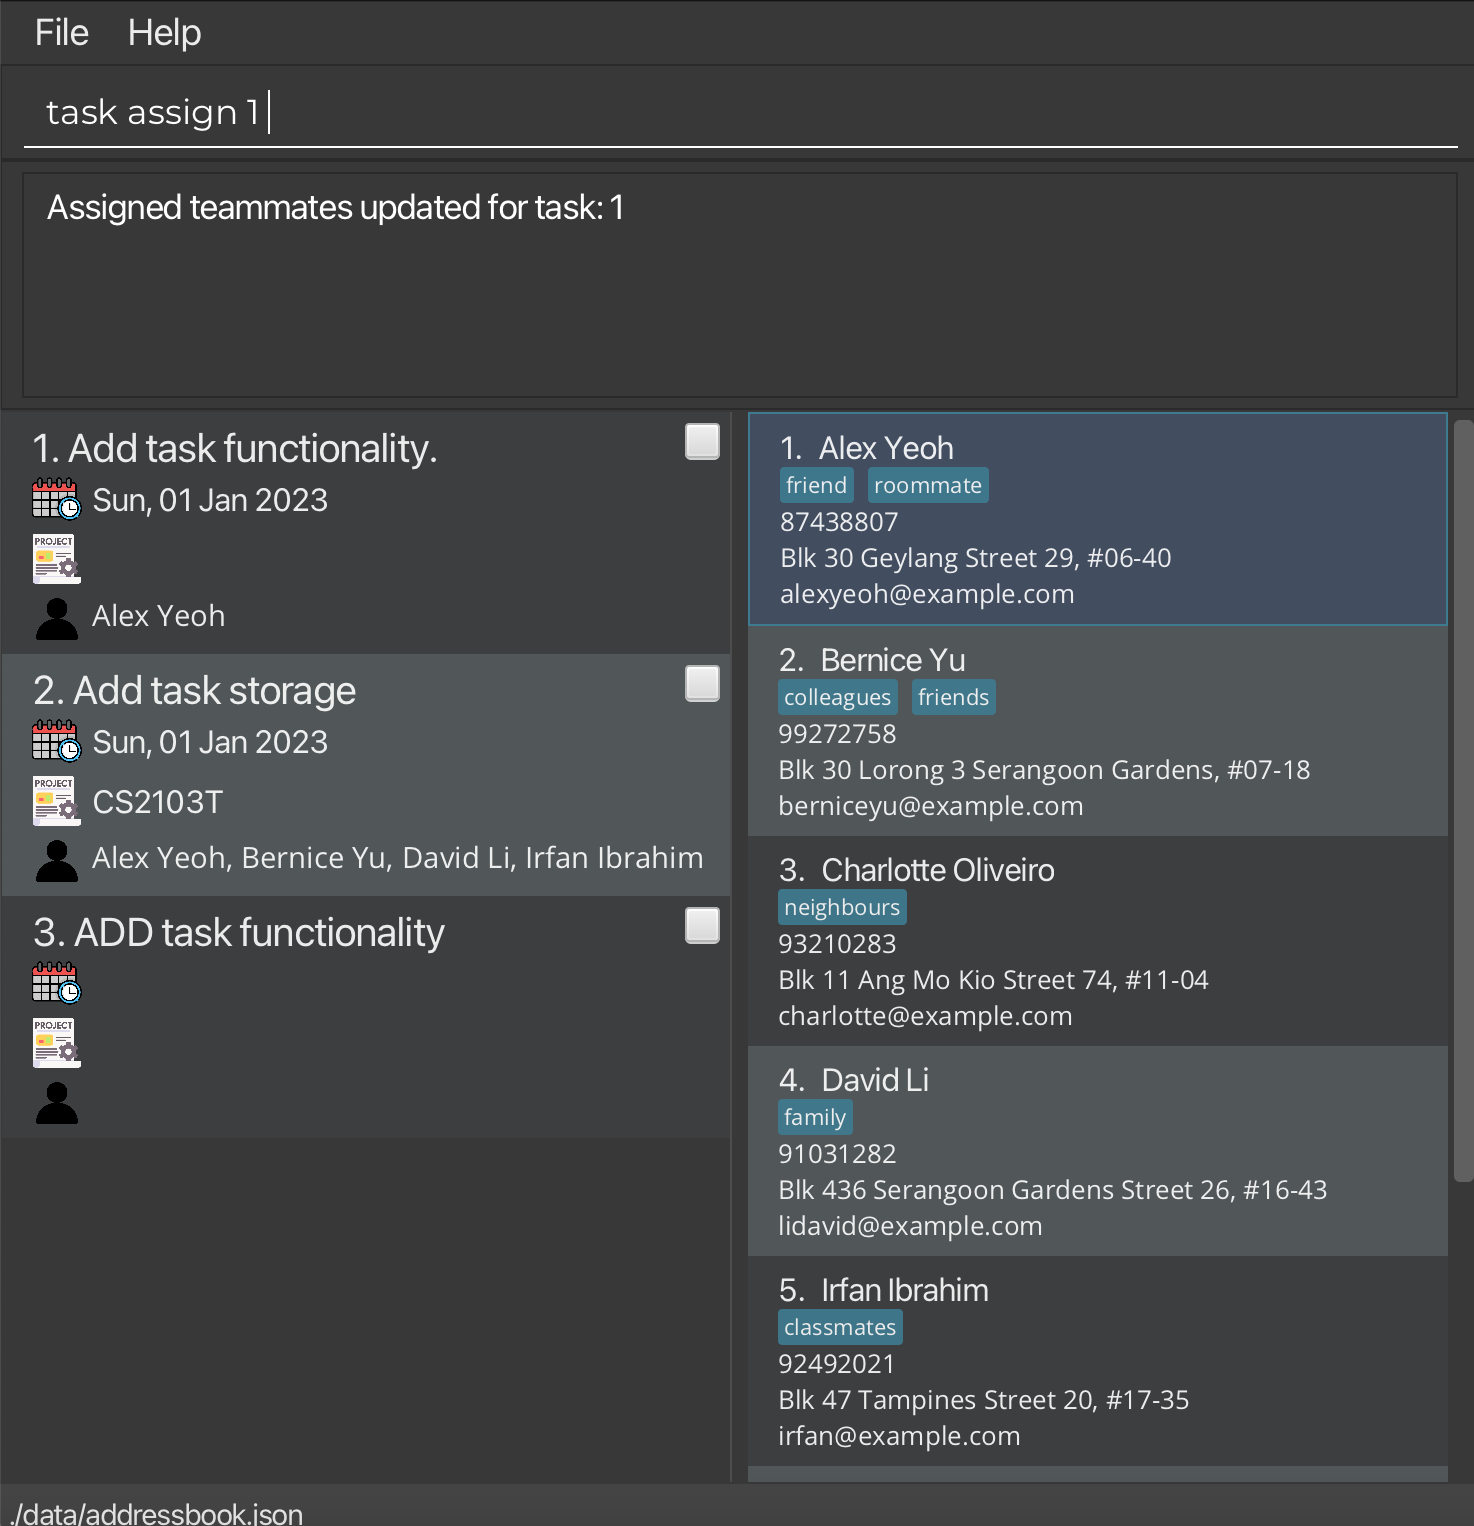 File Help
task assign 1
Assigned teammates updated for task: 1
1. Add task functionality.
Sun, 01 Jan 2023
PROJECT
Alex Yeoh
2. Add task storage
Sun, 01 Jan 2023
PROJECT
CS2103T
Alex Yeoh, Bernice Yu, David Li, Irfan Ibrahim
3. ADD task functionality
PROJECT
1. Alex Yeoh
friend roommate
87438807
Blk 30 Geylang Street 29, #06-40
alexyeoh@example.com
2. Bernice Yu
colleagues friends
99272758
Blk 30 Lorong 3 Serangoon Gardens, #07-18
berniceyu@example.com
3. Charlotte Oliveiro
neighbours
93210283
Blk 11 Ang Mo Kio Street 74, #11-04
charlotte@example.com
4. David Li
family
91031282
Blk 436 Serangoon Gardens Street 26, #16-43
lidavid@example.com
5. Irfan Ibrahim
classmates
92492021
Blk 47 Tampines Street 20, #17-35
irfan@example.com
./data/addressbook.json